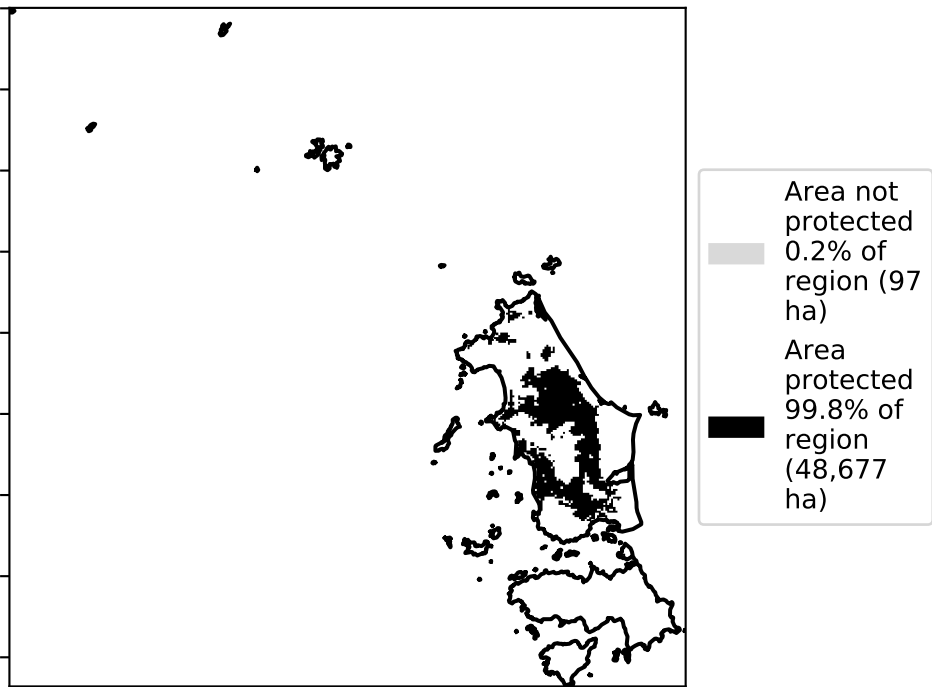 Area not
protected
0.2% of
region (97
ha)
Area
protected
99.8% of
region
(48,677
ha)